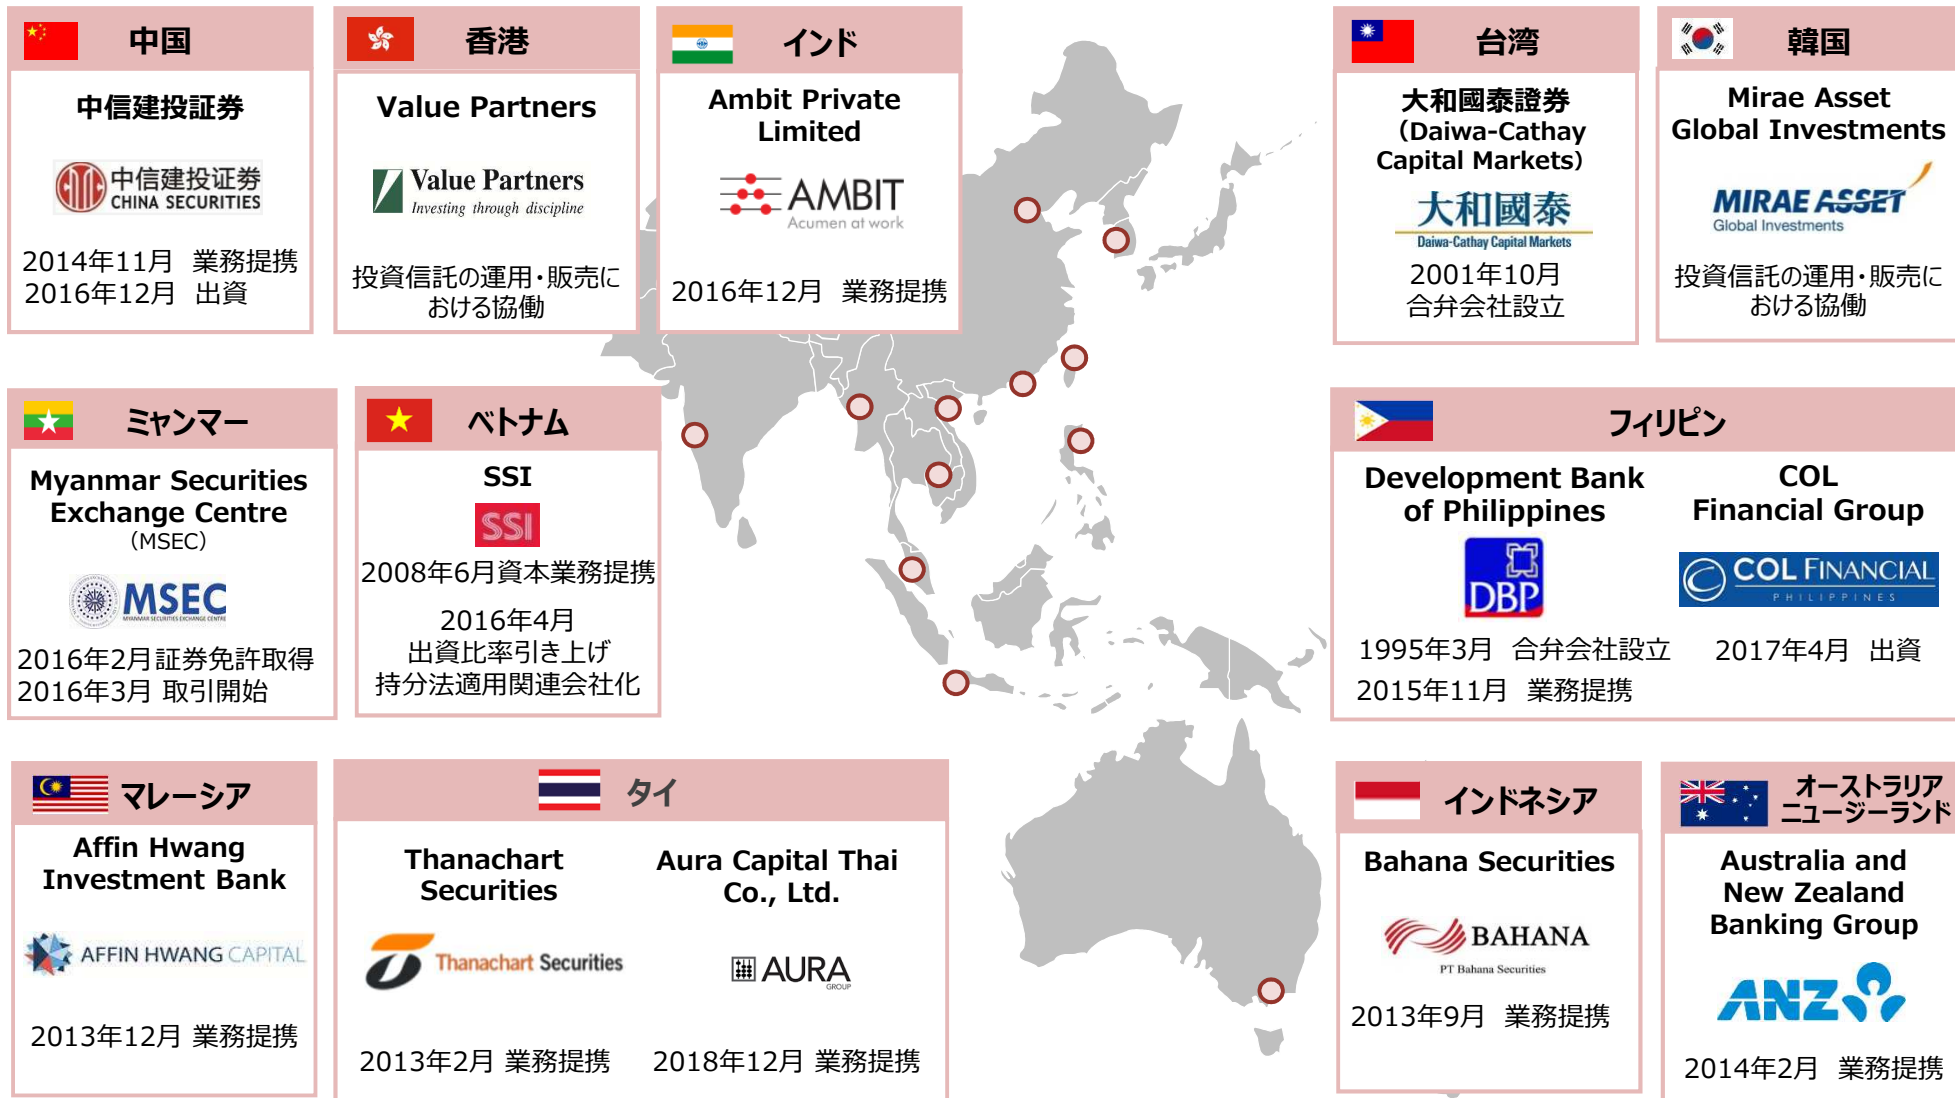 中国
中信建投証券
中信建投证券
CHINA SECURITIES
2014年11月 業務提携
2016年12月 出資
香港
Value Partners
Value Partners
Investing through discipline
投資信託の運用・販売に
おける協働
インド
Ambit Private
Limited
AMBIT
Acumen at work
2016年12月 業務提携
台湾
大和國泰證券
（Daiwa-Cathay
Capital Markets）
大和國泰
Daiwa-Cathay Capital Markets
2001年10月
合弁会社設立
韓国
Mirae Asset
Global Investments
MIRAE ASSET
Global Investments
投資信託の運用・販売に
おける協働
ミャンマー
Myanmar Securities
Exchange Centre
（MSEC）
MSEC
MYANMAR SECURITIES EXCHANGE CENTRE
2016年2月証券免許取得
2016年3月 取引開始
ベトナム
SSI
SSI
2008年6月資本業務提携
2016年4月
出資比率引き上げ
持分法適用関連会社化
フィリピン
Development Bank
of Philippines
DBP
1995年3月 合弁会社設立
2015年11月 業務提携
COL
Financial Group
COL FINANCIAL
PHILIPPINES
2017年4月 出資
マレーシア
Affin Hwang
Investment Bank
AFFIN HWANG CAPITAL
2013年12月 業務提携
タイ
Thanachart
Securities
Thanachart Securities
2013年2月 業務提携
Aura Capital Thai
Co., Ltd.
AURA
GROUP
2018年12月 業務提携
インドネシア
Bahana Securities
BAHANA
PT Bahana Securities
2013年9月 業務提携
オーストラリア
ニュージーランド
Australia and
New Zealand
Banking Group
ANZ
2014年2月 業務提携